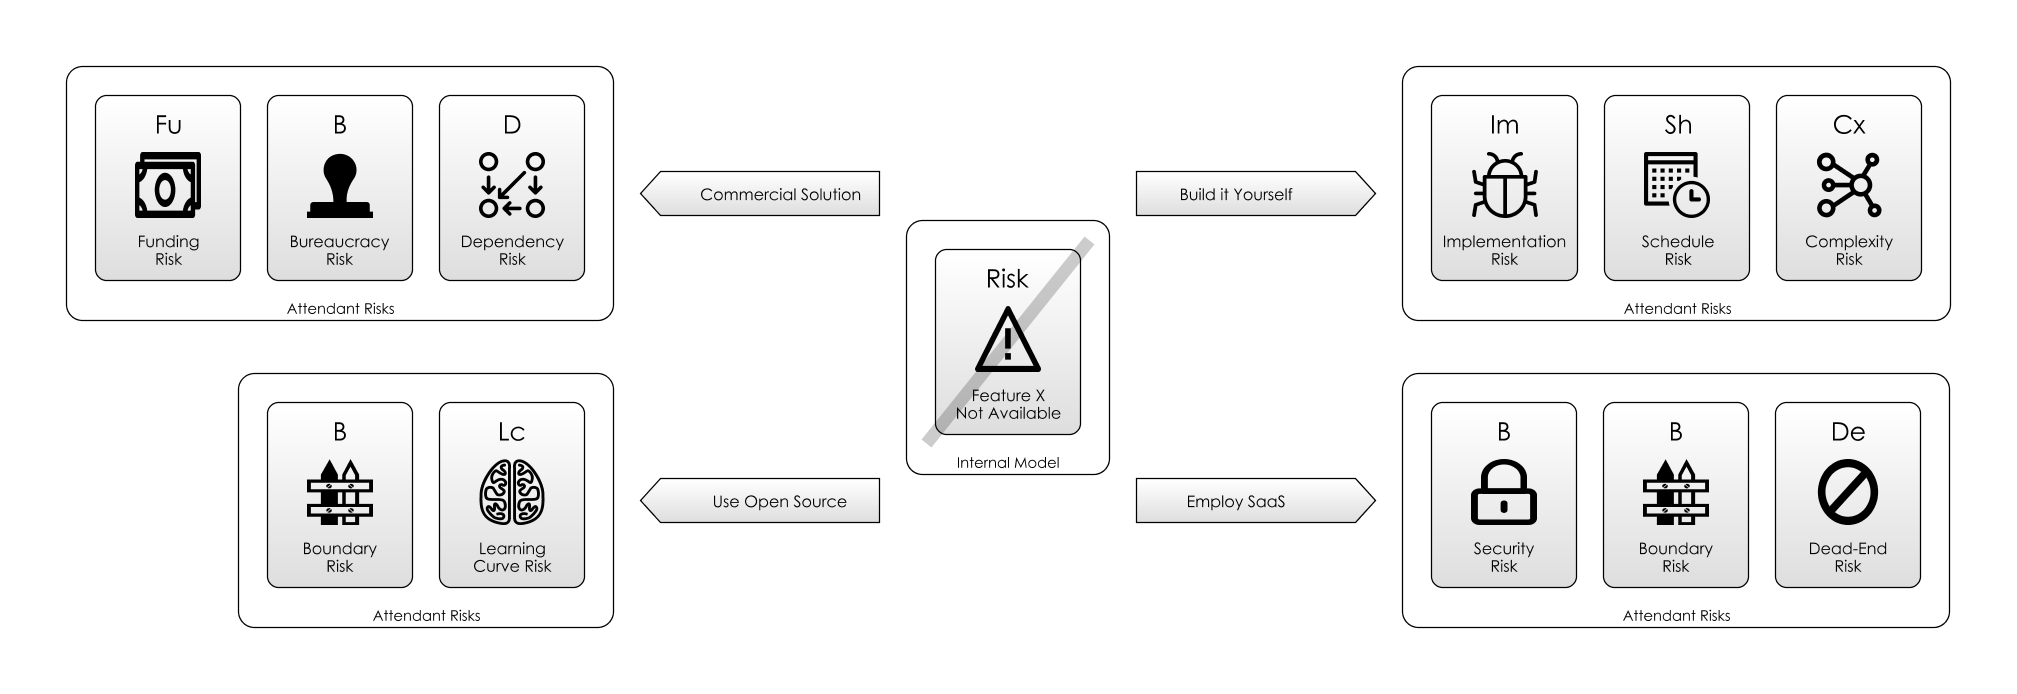 Fu
Funding
Risk
B
Bureaucracy
Risk
D
Dependency
Risk
Attendant Risks
Commercial Solution
Build it Yourself
Im
Implementation
Risk
Sh
Schedule
Risk
Cx
Complexity
Risk
Attendant Risks
Risk
!
Feature X
Not Available
Internal Model
B
Boundary
Risk
Lc
Learning
Curve Risk
Attendant Risks
Use Open Source
Employ SaaS
B
Security
Risk
B
Boundary
Risk
De
Dead-End
Risk
Attendant Risks